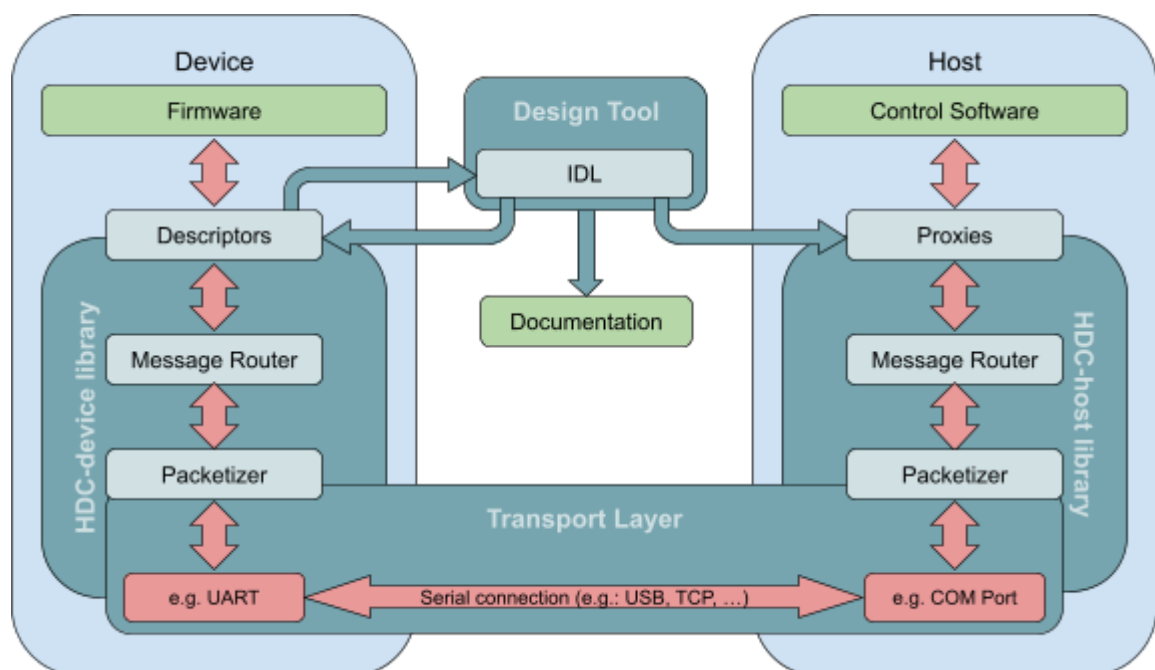 Device
Host
Firmware
Design Tool
Control Software
IDL
Descriptors
Proxies
Documentation
Message Router
Message Router
HDC-device library
HDC-host library
Packetizer
Packetizer
Transport Layer
e.g. UART
Serial connection (e.g.: USB, TCP, …)
e.g. COM Port